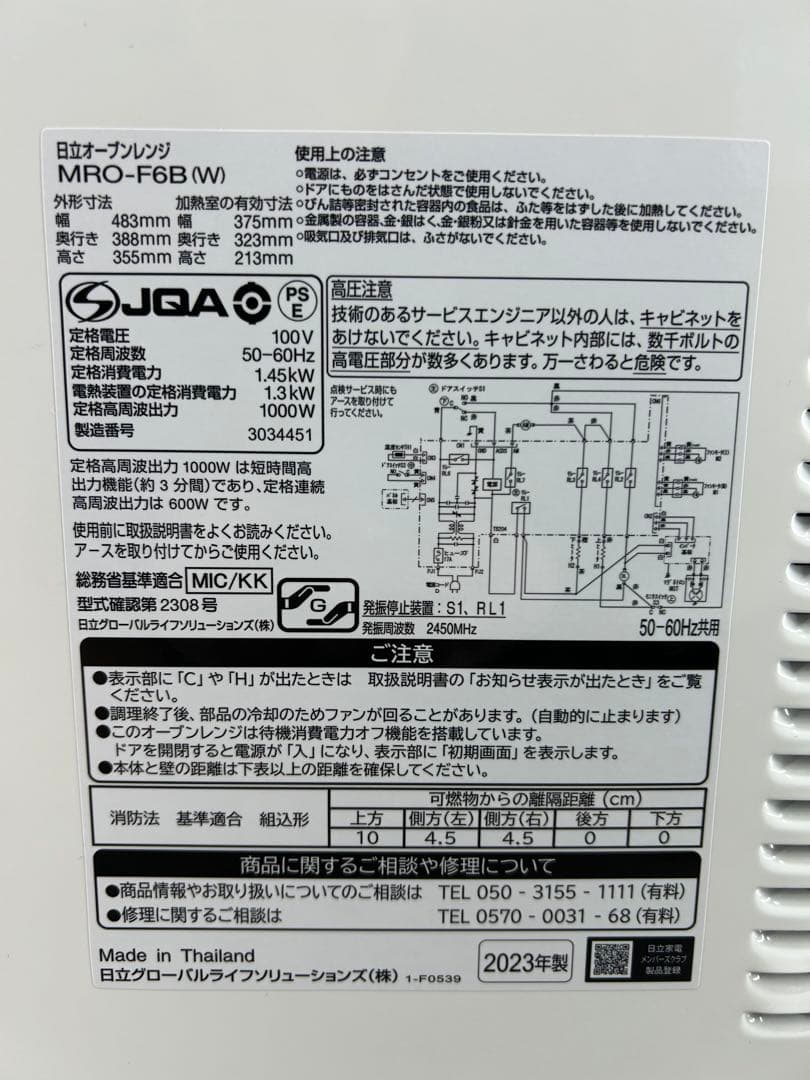 日立オーブンレンジ
MRO-F6B(W)
外形寸法 加熱室の有効寸法
幅 483mm 幅 375mm
奥行き 388mm 奥行き 323mm
高さ 355mm 高さ 213mm
使用上の注意
○電源は、必ずコンセントをご使用ください。
○ドアにものをはさんだ状態で使用しないでください。
○びん詰等密封された容器内の食品は、ふた等をはずした後に加熱してください。
○金属製の容器、金・銀はく、金・銀粉又は針金を用いた容器等を使用しないでください。
○吸気口及び排気口は、ふさがないでください。
JQA PS E
定格電圧 100V
定格周波数 50-60Hz
定格消費電力 1.45kW
電熱装置の定格消費電力 1.3kW
定格高周波出力 1000W
製造番号 3034451
高圧注意
技術のあるサービスエンジニア以外の人は、キャビネットを
あけないでください。キャビネット内部には、数千ボルトの
高電圧部分が数多くあります。万一さわると危険です。
点検サービス時にも
アースを取り付けて
行ってください。
ドアスイッチS1
定格高周波出力 1000W は短時間高
出力機能(約3分間)であり、定格連続
高周波出力は 600W です。
使用前に取扱説明書をよくお読みください。
アースを取り付けてからご使用ください。
総務省基準適合 MIC/KK
型式確認第 2308 号
日立グローバルライフソリューションズ(株)
G
発振停止装置：S1、RL1
発振周波数 2450MHz
50-60Hz共用
ご注意
●表示部に「C」や「H」が出たときは 取扱説明書の「お知らせ表示が出たとき」をご覧
ください。
●調理終了後、部品の冷却のためファンが回ることがあります。(自動的に止まります)
●このオーブンレンジは待機消費電力オフ機能を搭載しています。
ドアを開閉すると電源が「入」になり、表示部に「初期画面」を表示します。
●本体と壁の距離は下表以上の距離を確保してください。
消防法 基準適合 組込形
可燃物からの離隔距離 (cm)
上方 側方(左) 側方(右) 後方 下方
10 4.5 4.5 0 0
商品に関するご相談や修理について
●商品情報やお取り扱いについてのご相談は TEL 050 - 3155 - 1111 (有料)
●修理に関するご相談は TEL 0570 - 0031 - 68 (有料)
Made in Thailand
日立グローバルライフソリューションズ(株) 1-F0539
2023年製
日立家電
メンバーズクラブ
製品登録